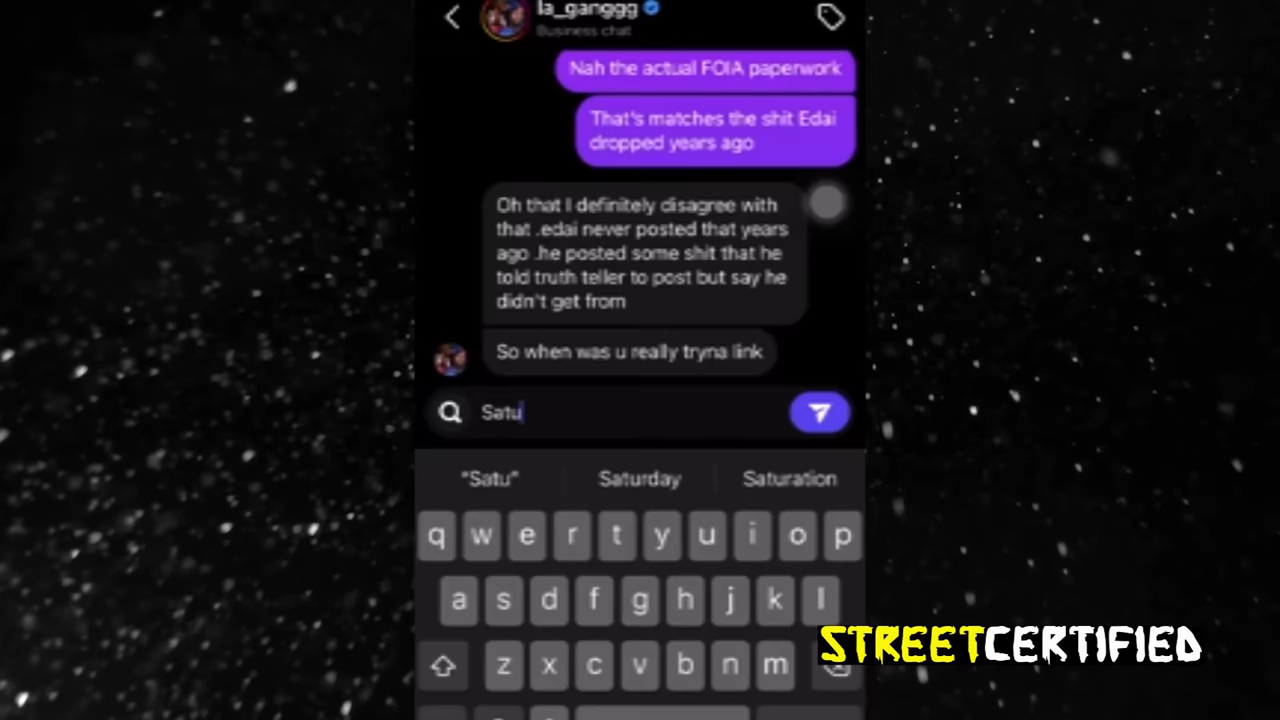 la_ganggg
Business chat
Nah the actual FOIA paperwork
That's matches the shit Edai
dropped years ago
Oh that I definitely disagree with
that .edai never posted that years
ago .he posted some shit that he
told truth teller to post but say he
didn't get from
So when was u really tryna link
Satu
"Satu" Saturday Saturation
q w e r t y u i o p
a s d f g h j k l
z x c v b n m
STREETCERTIFIED